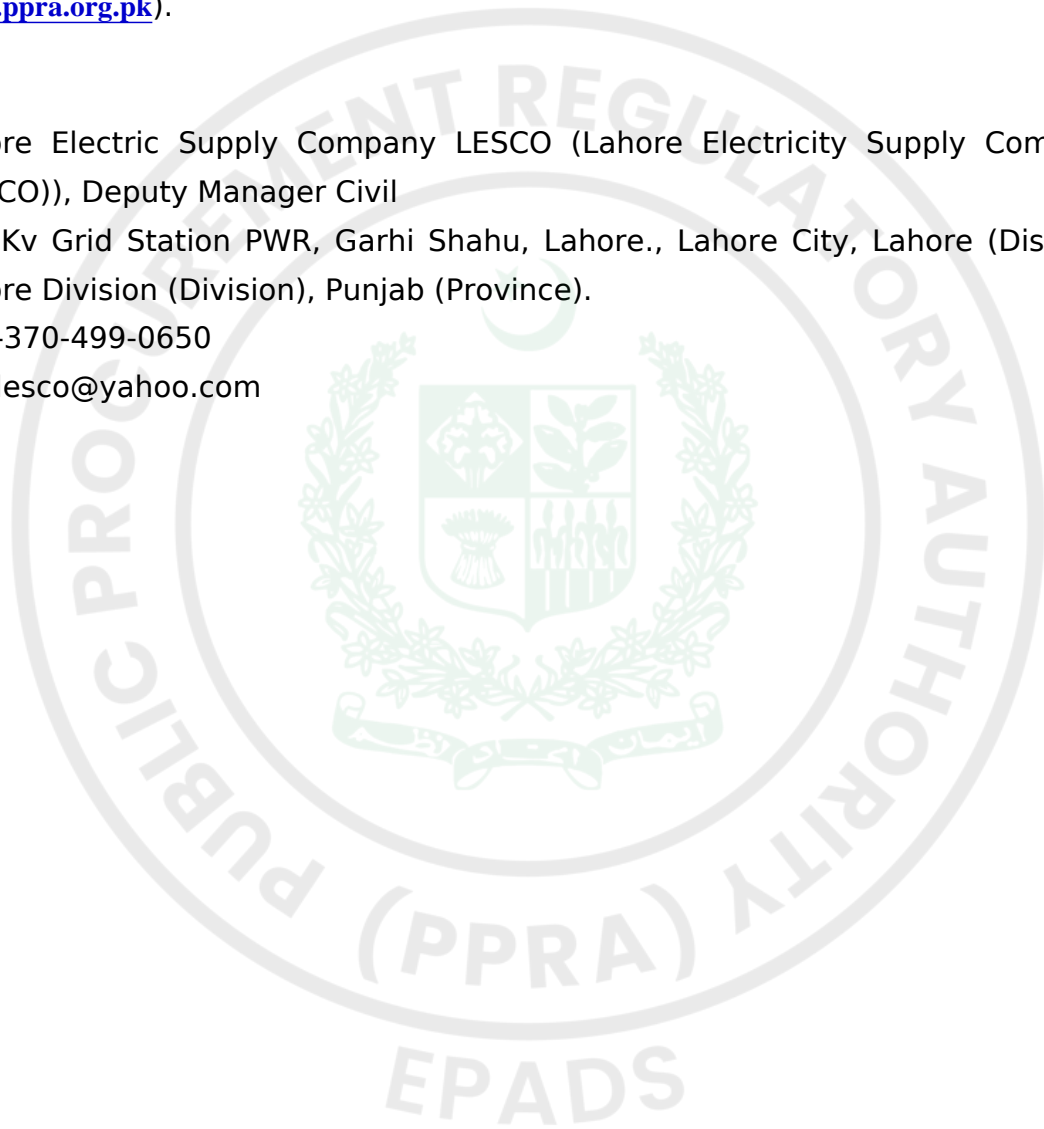 .ppra.org.pk).
ore Electric Supply Company LESCO (Lahore Electricity Supply Com
CO)), Deputy Manager Civil
Kv Grid Station PWR, Garhi Shahu, Lahore., Lahore City, Lahore (Dis
ore Division (Division), Punjab (Province).
-370-499-0650
lesco@yahoo.com
PUBLIC PROCUREMENT REGULATORY AUTHORITY
(PPRA)
EPADS